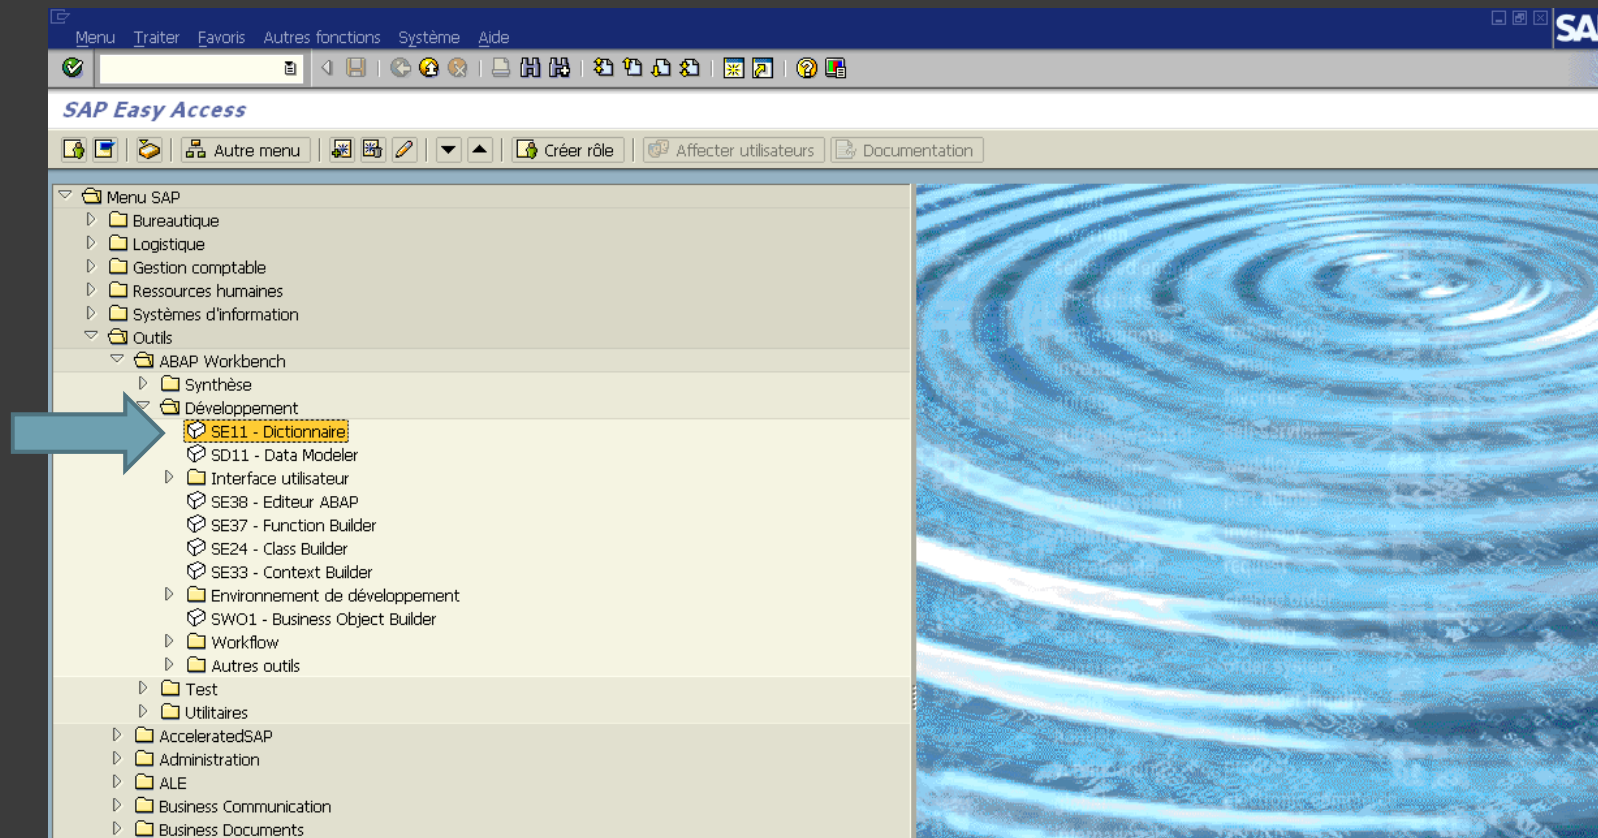 Menu Traiter Favoris Autres fonctions Système Aide
SA
SAP Easy Access
Autre menu Créer rôle Affecter utilisateurs Documentation
Menu SAP
Bureautique
Logistique
Gestion comptable
Ressources humaines
Systèmes d'information
Outils
ABAP Workbench
Synthèse
Développement
SE11 - Dictionnaire
SD11 - Data Modeler
Interface utilisateur
SE38 - Editeur ABAP
SE37 - Function Builder
SE24 - Class Builder
SE33 - Context Builder
Environnement de développement
SWO1 - Business Object Builder
Workflow
Autres outils
Test
Utilitaires
AcceleratedSAP
Administration
ALE
Business Communication
Business Documents